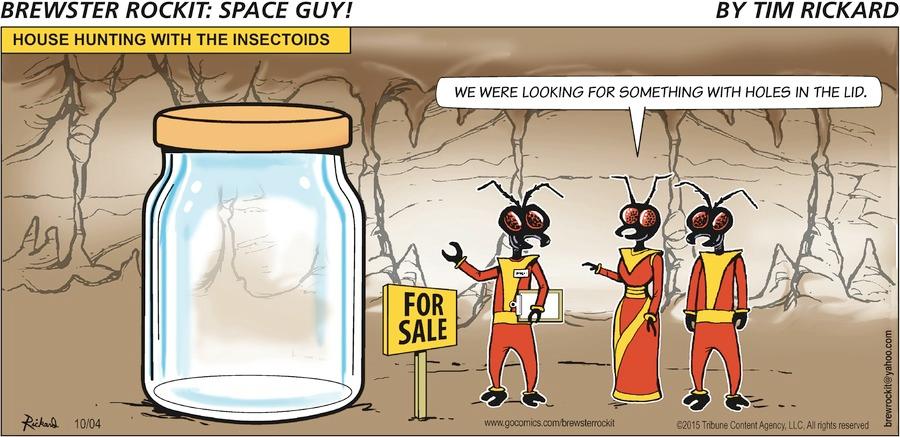 BREWSTER ROCKIT: SPACE GUY! BY TIM RICKARD
HOUSE HUNTING WITH THE INSECTOIDS
WE WERE LOOKING FOR SOMETHING WITH HOLES IN THE LID.
FOR
SALE
Rickard 10/04
www.gocomics.com/brewsterrockit
©2015 Tribune Content Agency, LLC. All rights reserved
brewrockit@yahoo.com